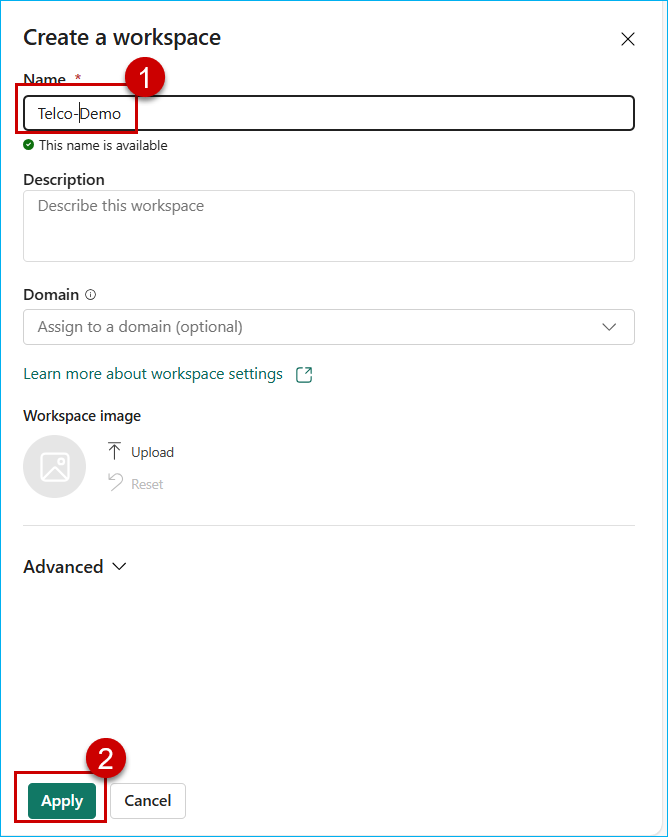 Create a workspace
Name *
1
Telco-Demo
This name is available
Description
Describe this workspace
Domain
Assign to a domain (optional)
Learn more about workspace settings
Workspace image
Upload
Reset
Advanced
2
Apply Cancel